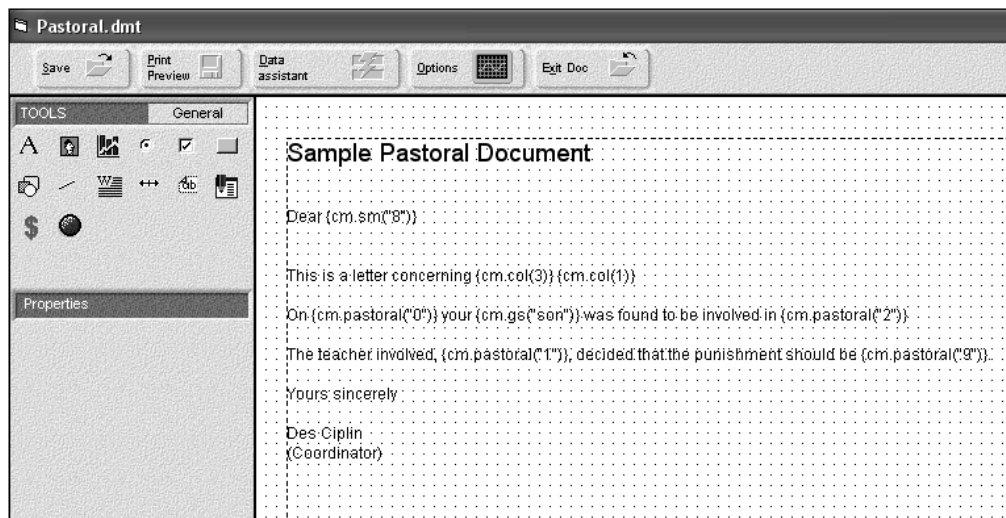 Pastoral.dmt
Save
Print
Preview
Data
assistant
Options
Exit Doc
TOOLS General
Sample Pastoral Document
Dear {cm.sm("8")}
This is a letter concerning {cm.col(3)} {cm.col(1)}
On {cm.pastoral("0")} your {cm.gs("son")} was found to be involved in {cm.pastoral("2")}
The teacher involved, {cm.pastoral("1")}, decided that the punishment should be {cm.pastoral("9")}.
Yours sincerely
Des Ciplin
(Coordinator)
Properties